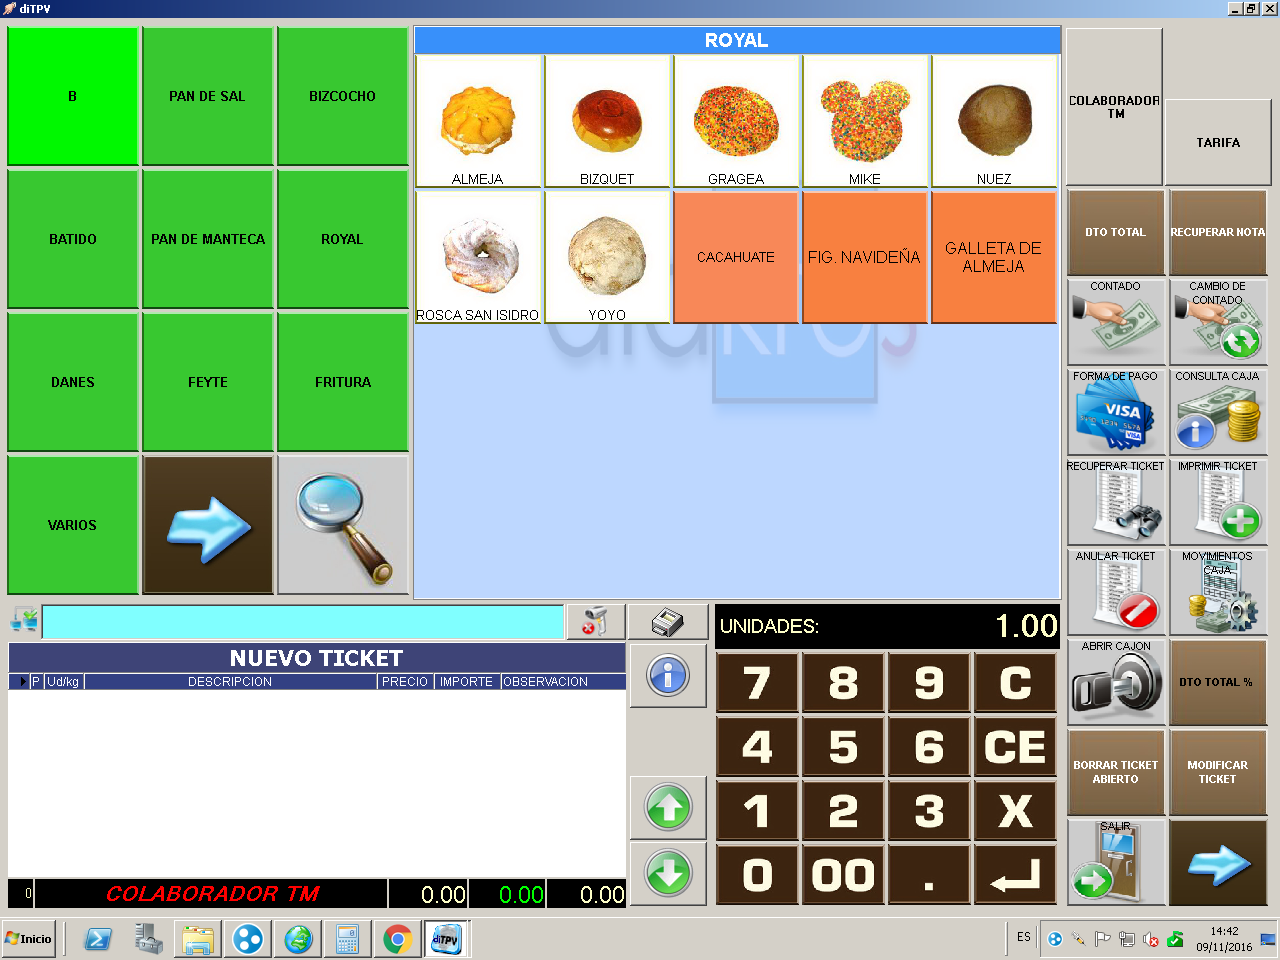 diTPV
B
PAN DE SAL
BIZCOCHO
BATIDO
PAN DE MANTECA
ROYAL
DANES
FEYTE
FRITURA
VARIOS
ROYAL
ALMEJA
BIZQUET
GRAGEA
MIKE
NUEZ
ROSCA SAN ISIDRO
YOYO
CACAHUATE
FIG. NAVIDEÑA
GALLETA DE
ALMEJA
COLABORADOR
TM
TARIFA
DTO TOTAL
RECUPERAR NOTA
CONTADO
CAMBIO DE
CONTADO
FORMA DE PAGO
VISA
VISA
CONSULTA CAJA
RECUPERAR TICKET
IMPRIMIR TICKET
ANULAR TICKET
MOVIMIENTOS
CAJA
ABRIR CAJON
DTO TOTAL %
BORRAR TICKET
ABIERTO
MODIFICAR
TICKET
SALIR
UNIDADES: 1.00
7 8 9 C
4 5 6 CE
1 2 3 X
0 00 .
NUEVO TICKET
P Ud/kg DESCRIPCION PRECIO IMPORTE OBSERVACION
0 COLABORADOR TM 0.00 0.00 0.00
Inicio
diTPV
ES
14:42
09/11/2016